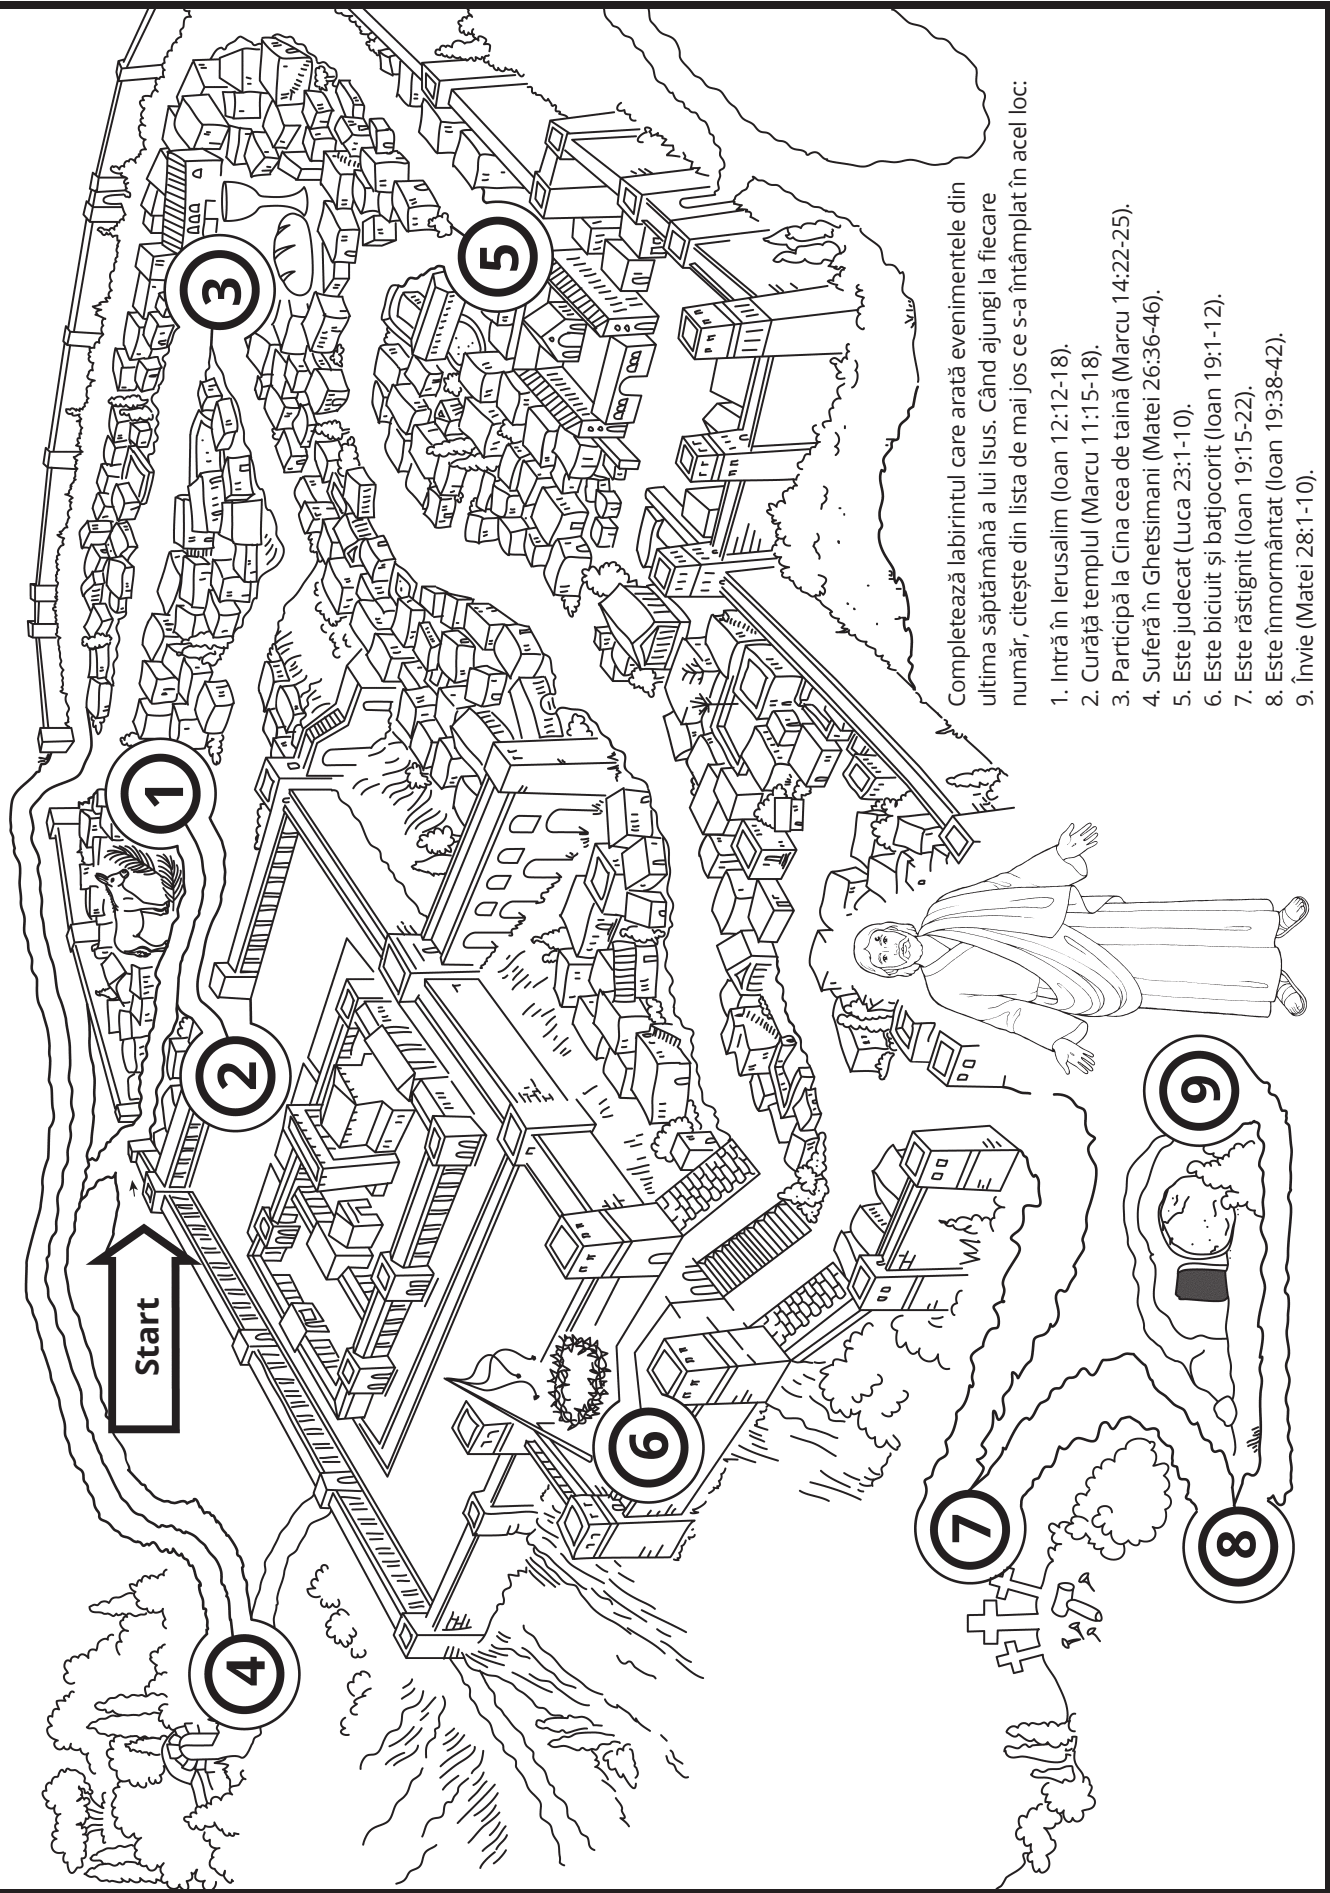 Start
1
2
3
4
5
6
7
8
9
Completează labirintul care arată evenimentele din
ultima săptămână a lui Isus. Când ajungi la fiecare
număr, citește din lista de mai jos ce s-a întâmplat în acel loc:
1. Intră în Ierusalim (Ioan 12:12-18).
2. Curăță templul (Marcu 11:15-18).
3. Participă la Cina cea de taină (Marcu 14:22-25).
4. Suferă în Ghetsimani (Matei 26:36-46).
5. Este judecat (Luca 23:1-10).
6. Este biciuit și batjocorit (Ioan 19:1-12).
7. Este răstignit (Ioan 19:15-22).
8. Este înmormântat (Ioan 19:38-42).
9. Învie (Matei 28:1-10).